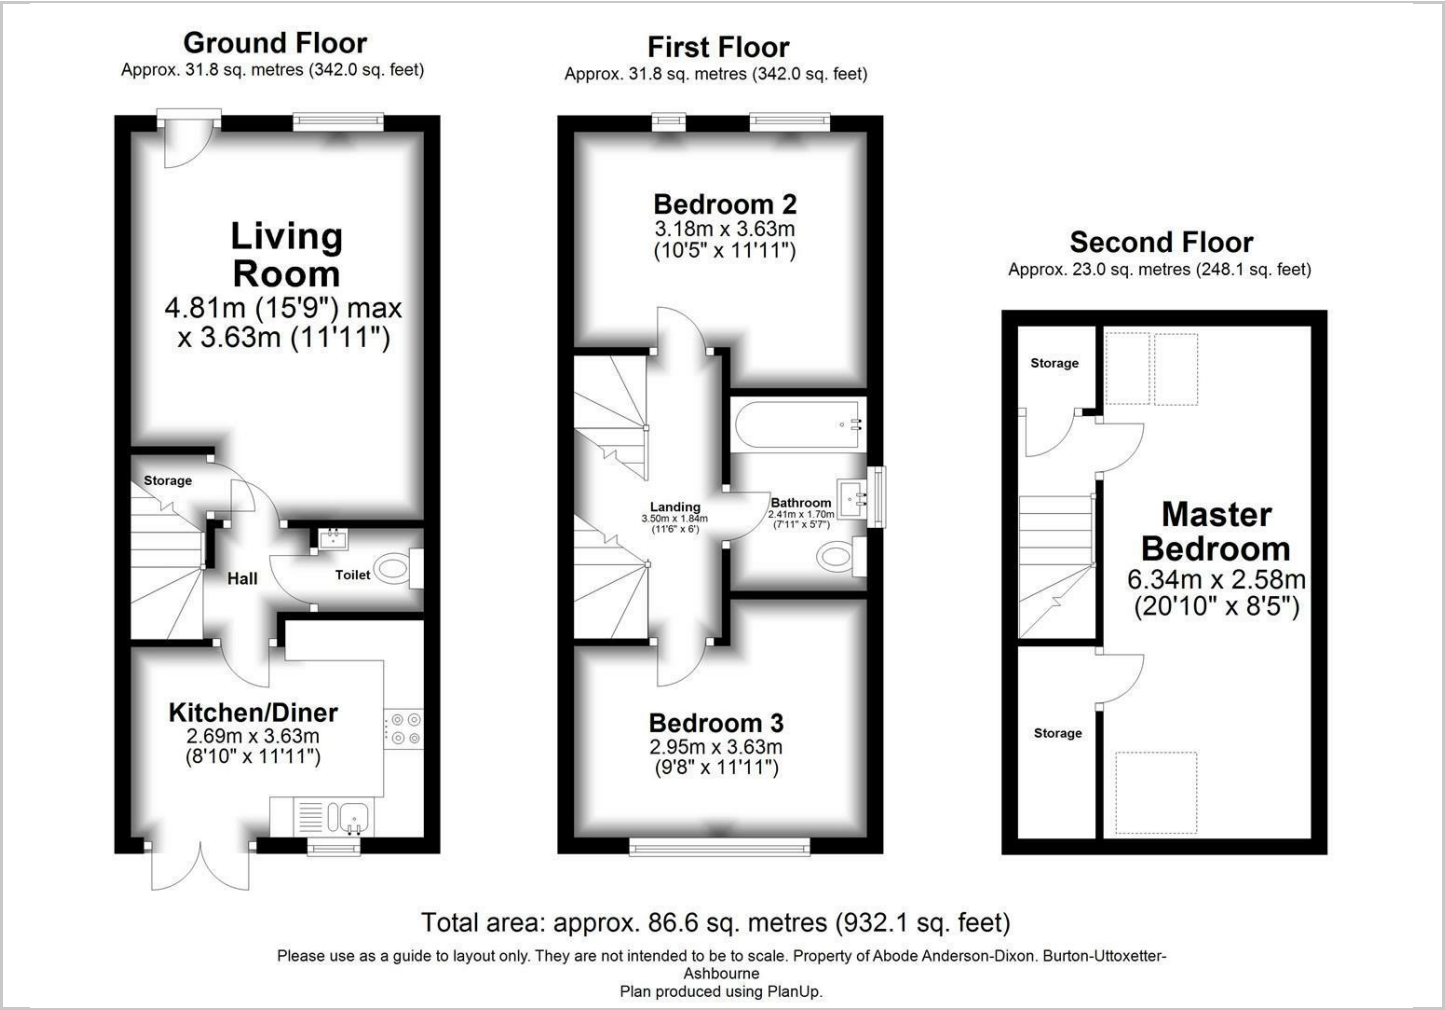 Ground Floor
Approx. 31.8 sq. metres (342.0 sq. feet)
Living
Room
4.81m (15'9") max
x 3.63m (11'11")
Storage
Hall
Toilet
Kitchen/Diner
2.69m x 3.63m
(8'10" x 11'11")
First Floor
Approx. 31.8 sq. metres (342.0 sq. feet)
Bedroom 2
3.18m x 3.63m
(10'5" x 11'11")
Landing
3.50m x 1.84m
(11'6" x 6')
Bathroom
2.41m x 1.70m
(7'11" x 5'7")
Bedroom 3
2.95m x 3.63m
(9'8" x 11'11")
Second Floor
Approx. 23.0 sq. metres (248.1 sq. feet)
Storage
Master
Bedroom
6.34m x 2.58m
(20'10" x 8'5")
Storage
Total area: approx. 86.6 sq. metres (932.1 sq. feet)
Please use as a guide to layout only. They are not intended to be to scale. Property of Abode Anderson-Dixon. Burton-Uttoxetter-
Ashbourne
Plan produced using PlanUp.